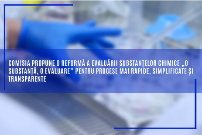 COMISIA PROPUNE O REFORMĂ A EVALUĂRII SUBSTANȚELOR CHIMICE „O
SUBSTANȚĂ, O EVALUARE” PENTRU PROCESE MAI RAPIDE, SIMPLIFICATE ȘI
TRANSPARENTE